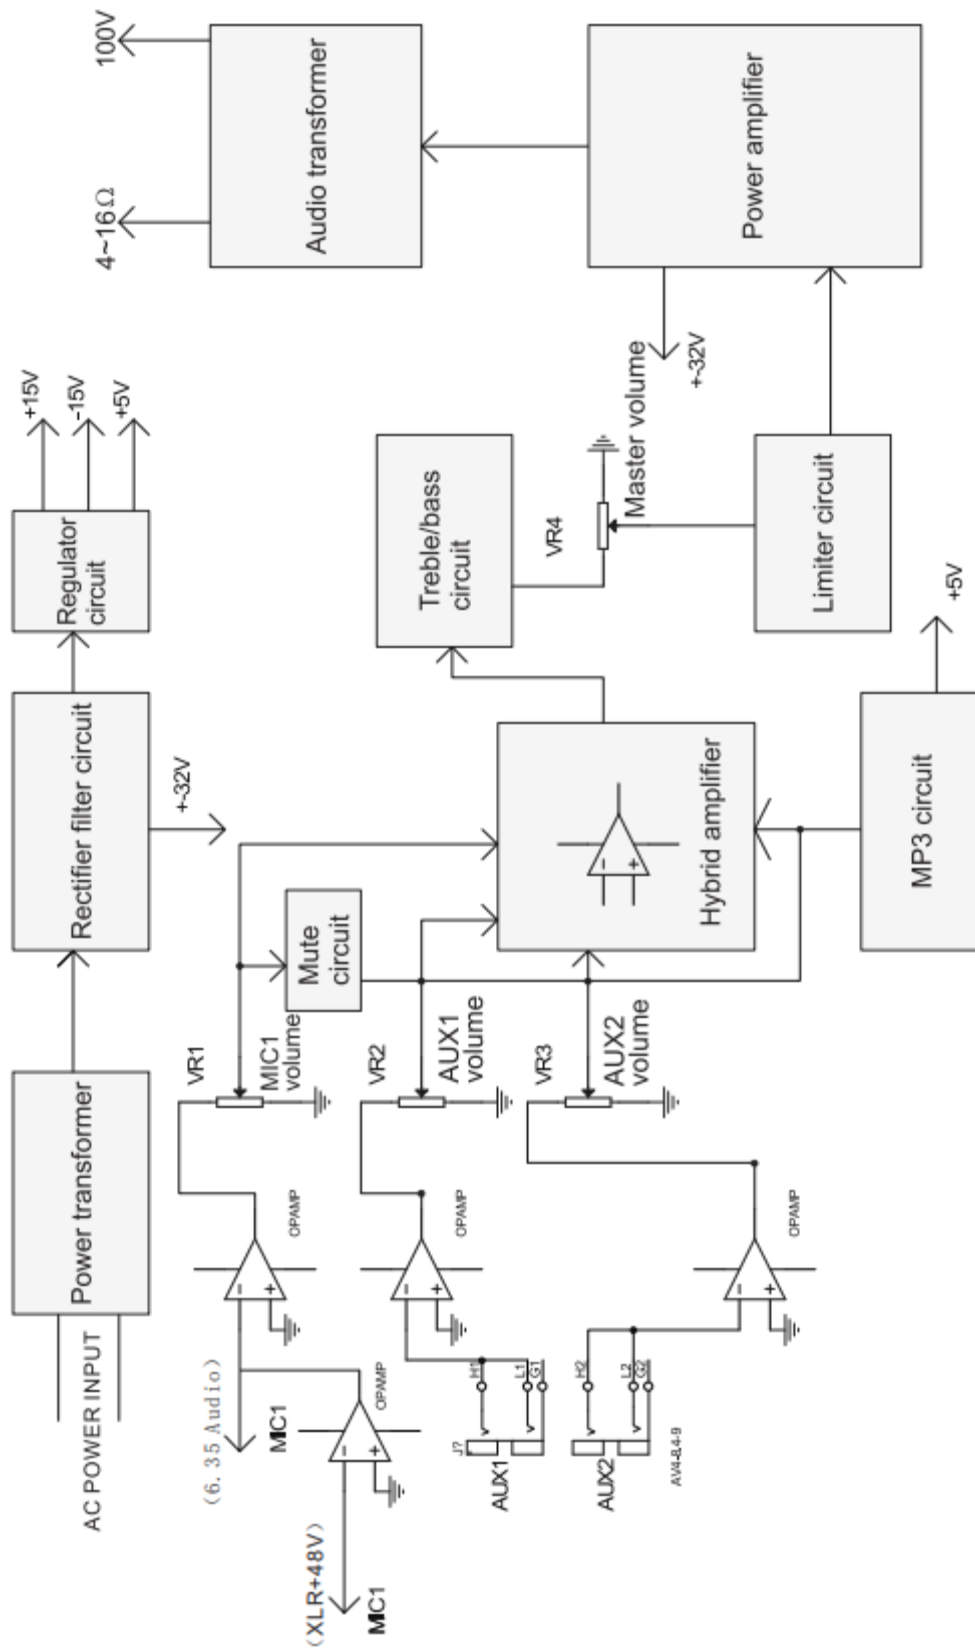 AC POWER INPUT
Power transformer
Rectifier filter circuit
+-32V
Regulator
circuit
+15V
-15V
+5V
4~16Ω
100V
Audio transformer
(6.35 Audio)
MIC1
OPAMP
VR1
MIC1
volume
Mute
circuit
(XLR+48V)
MIC1
OPAMP
VR2
AUX1
volume
OPAMP
J?
AUX1
H1
L1
G1
VR3
AUX2
volume
OPAMP
AUX2
H2
L2
G2
AV4-8.4-9
Hybrid amplifier
Treble/bass
circuit
VR4
Master volume
+-32V
Power amplifier
Limiter circuit
MP3 circuit
+5V
-
+
-
+
-
+
-
+
-
+